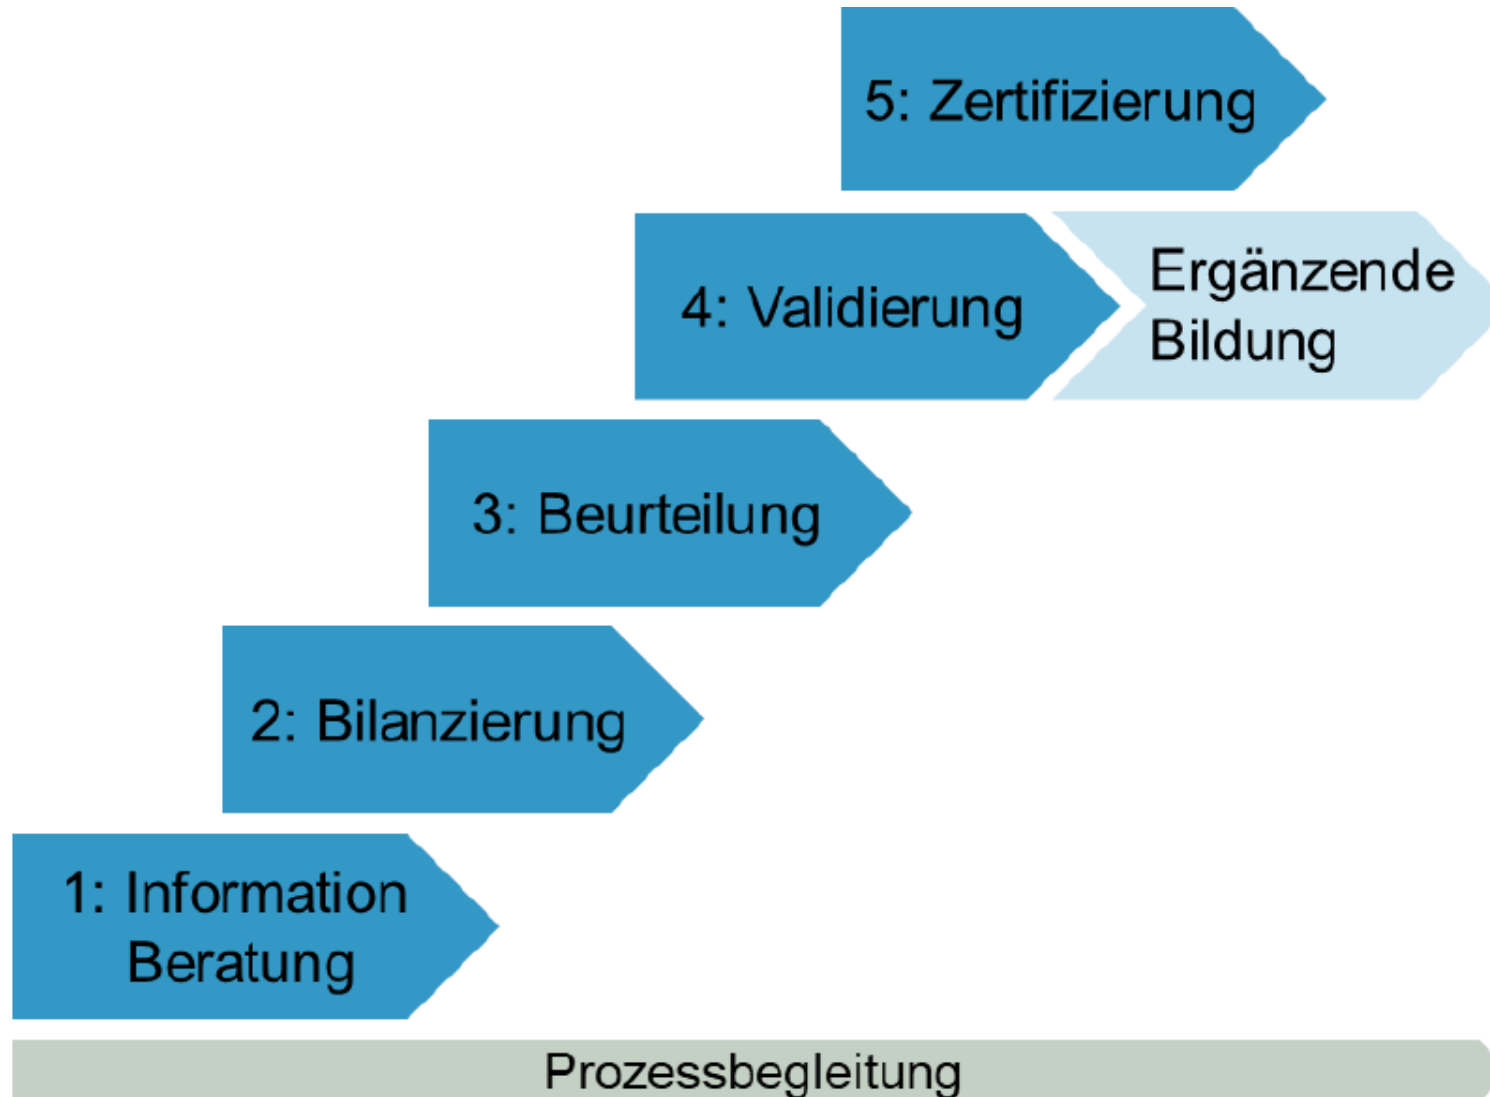 5: Zertifizierung
4: Validierung
Ergänzende
Bildung
3: Beurteilung
2: Bilanzierung
1: Information
Beratung
Prozessbegleitung